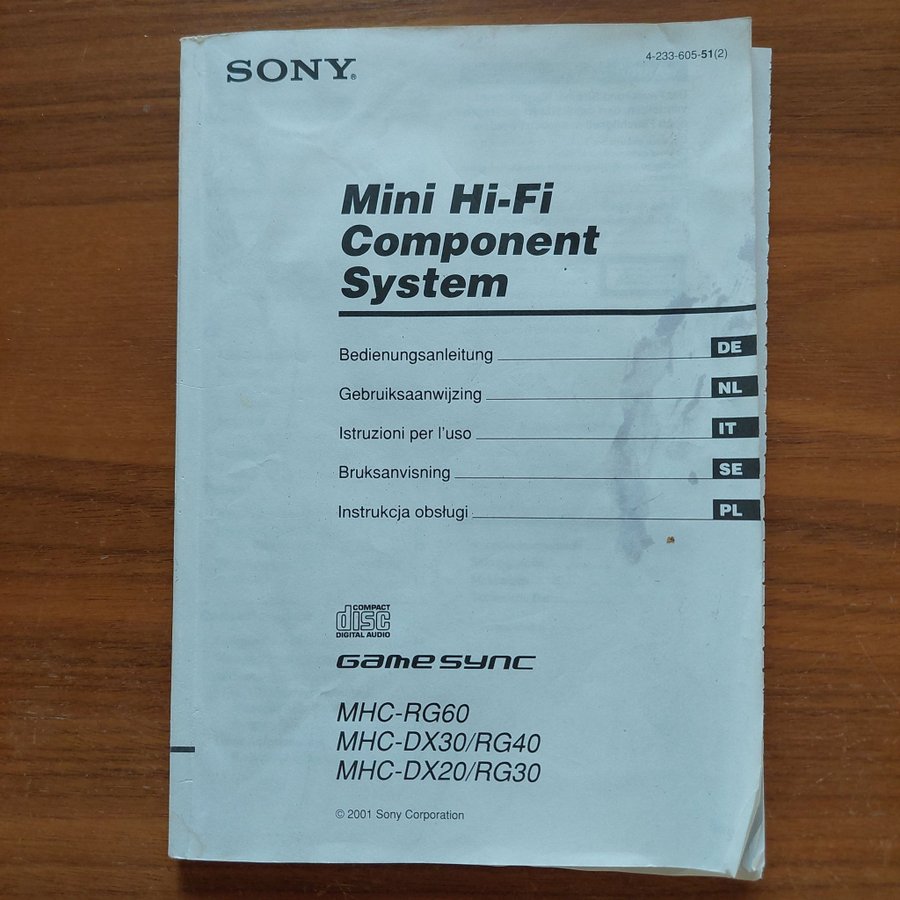 SONY®
4-233-605-51(2)
Mini Hi-Fi
Component
System
Bedienungsanleitung DE
Gebruiksaanwijzing NL
Istruzioni per l'uso IT
Bruksanvisning SE
Instrukcja obsługi PL
COMPACT
disc
DIGITAL AUDIO
GAME SYNC
MHC-RG60
MHC-DX30/RG40
MHC-DX20/RG30
© 2001 Sony Corporation